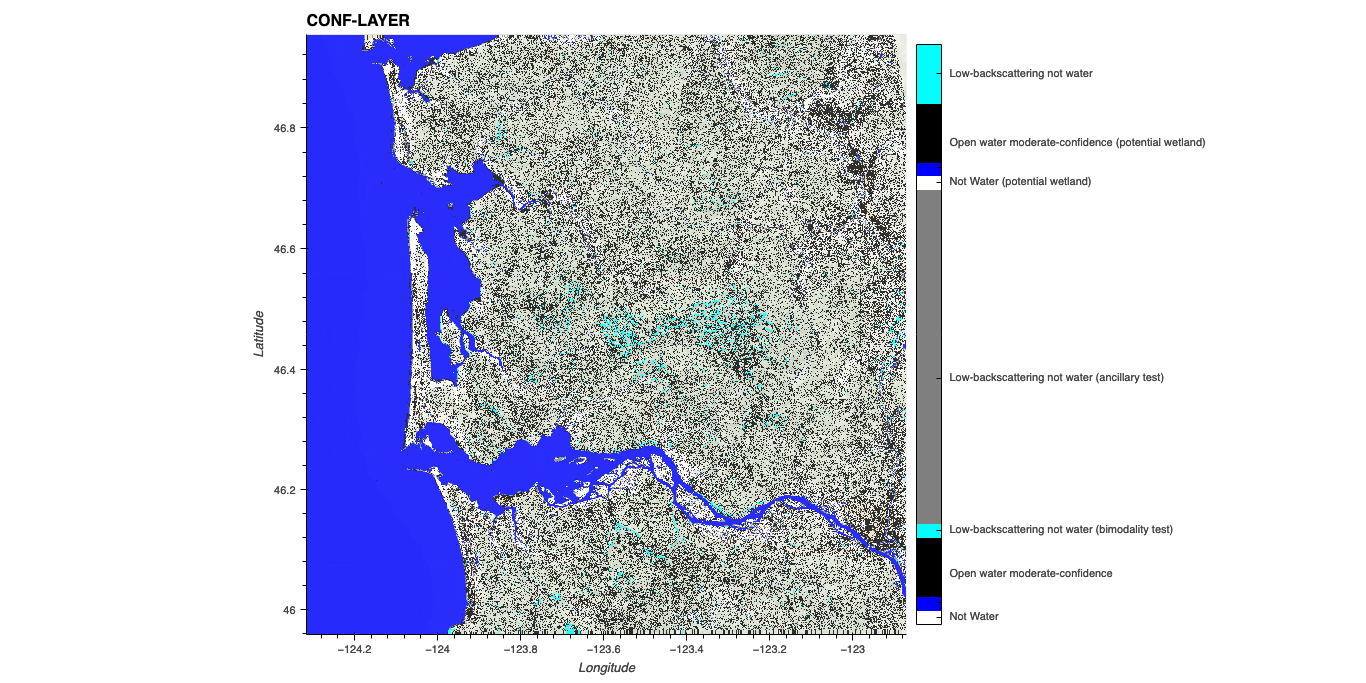 CONF-LAYER
Low-backscattering not water
Open water moderate-confidence (potential wetland)
Not Water (potential wetland)
Low-backscattering not water (ancillary test)
Low-backscattering not water (bimodality test)
Open water moderate-confidence
Not Water
Latitude
46.8
46.6
46.4
46.2
46
−124.2
−124
−123.8
−123.6
−123.4
−123.2
−123
Longitude